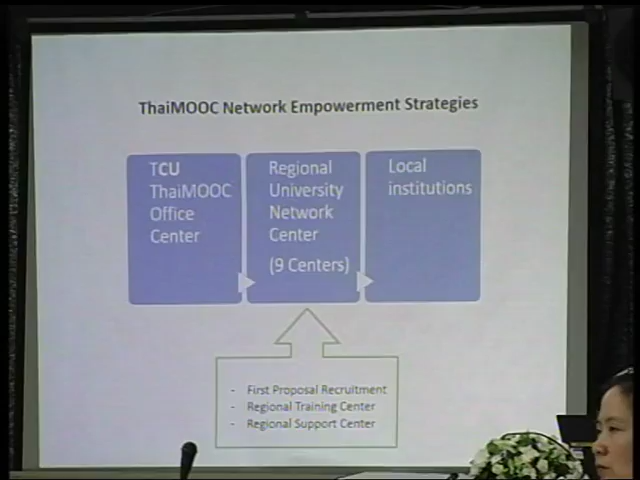 ThaiMOOC Network Empowerment Strategies
TCU
ThaiMOOC
Office
Center
Regional
University
Network
Center
(9 Centers)
Local
institutions
- First Proposal Recruitment
- Regional Training Center
- Regional Support Center